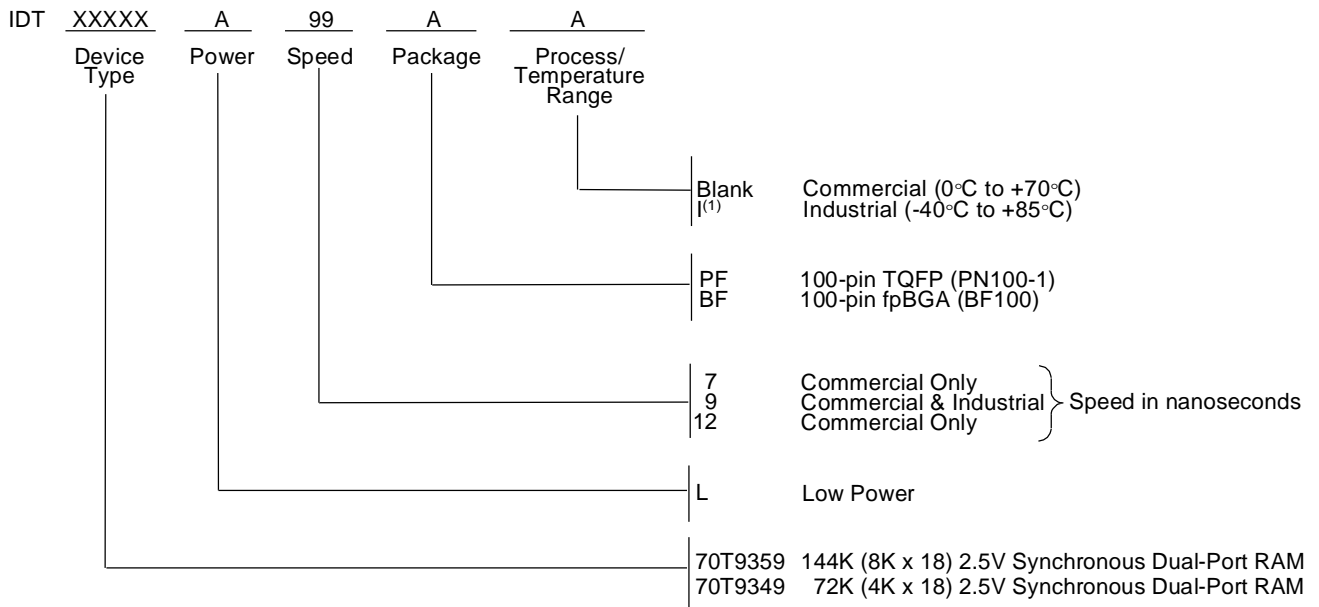 IDT XXXXX A 99 A A
Device Type Power Speed Package Process/ Temperature Range
Blank Commercial (0°C to +70°C)
I(1) Industrial (-40°C to +85°C)
PF 100-pin TQFP (PN100-1)
BF 100-pin fpBGA (BF100)
7 Commercial Only
9 Commercial & Industrial Speed in nanoseconds
12 Commercial Only
L Low Power
70T9359 144K (8K x 18) 2.5V Synchronous Dual-Port RAM
70T9349 72K (4K x 18) 2.5V Synchronous Dual-Port RAM